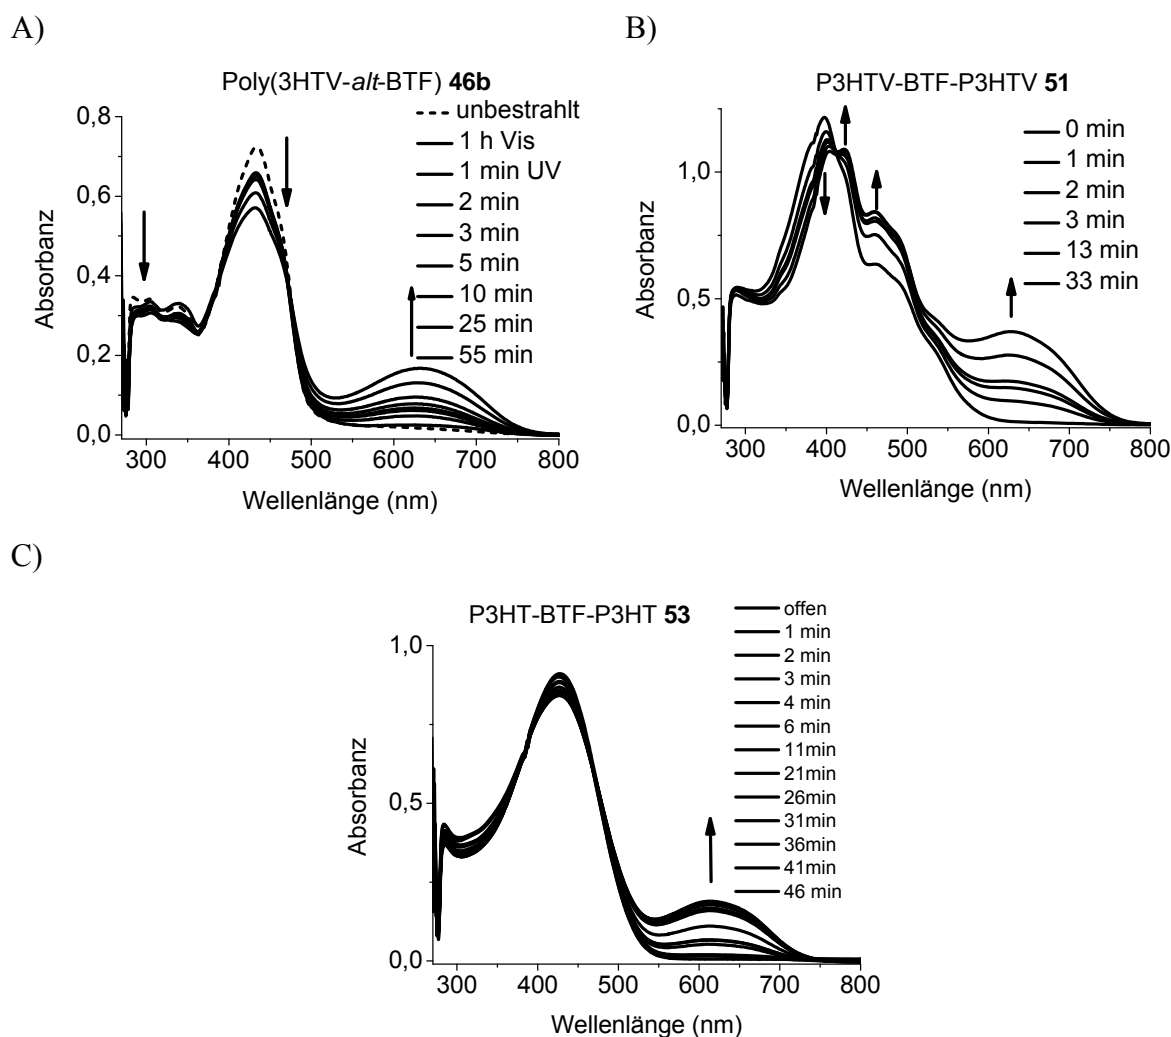 A)
Poly(3HTV-alt-BTF) 46b
unbestrahlt
1 h Vis
1 min UV
2 min
3 min
5 min
10 min
25 min
55 min
0,8
0,6
0,4
0,2
0,0
Absorbanz
300 400 500 600 700 800
Wellenlänge (nm)
B)
P3HTV-BTF-P3HTV 51
0 min
1 min
2 min
3 min
13 min
33 min
1,0
0,5
0,0
Absorbanz
300 400 500 600 700 800
Wellenlänge (nm)
C)
P3HT-BTF-P3HT 53
offen
1 min
2 min
3 min
4 min
6 min
11min
21min
26min
31min
36min
41min
46 min
1,0
0,5
0,0
Absorbanz
300 400 500 600 700 800
Wellenlänge (nm)